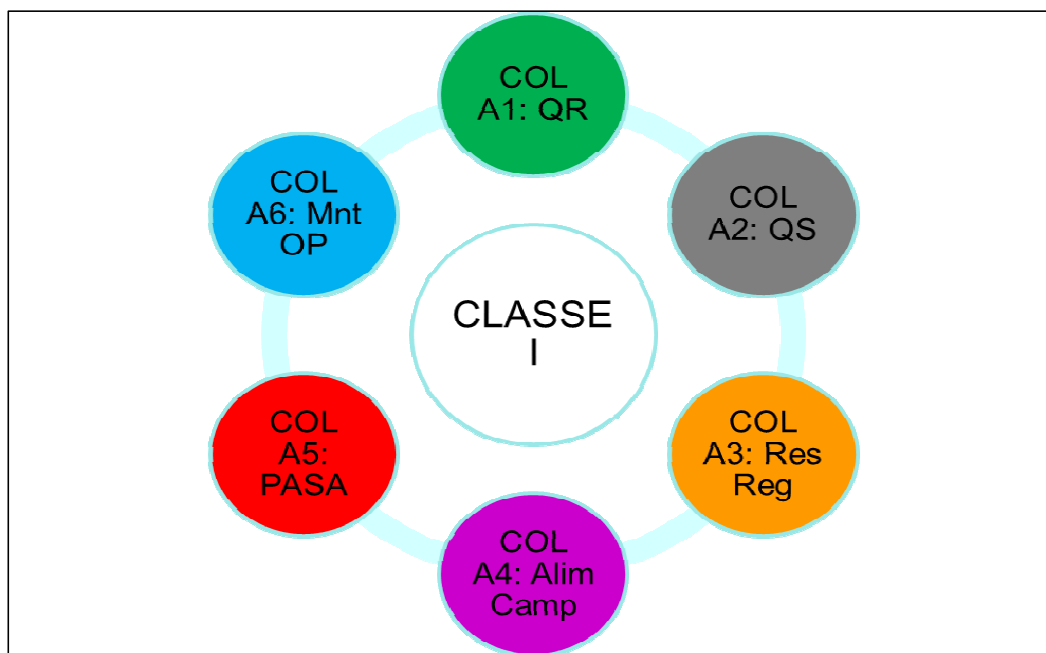 COL
A1: QR
COL
A2: QS
COL
A3: Res
Reg
COL
A4: Alim
Camp
COL
A5:
PASA
COL
A6: Mnt
OP
CLASSE
I